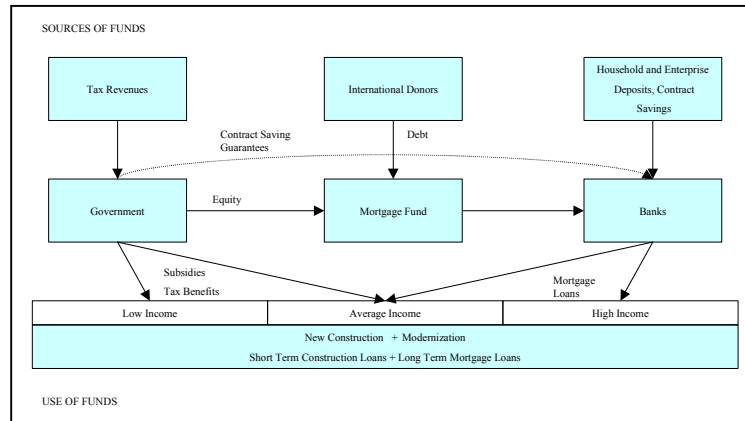 SOURCES OF FUNDS
Tax Revenues
International Donors
Household and Enterprise
Deposits, Contract
Savings
Contract Saving
Guarantees
Debt
Government
Equity
Mortgage Fund
Banks
Subsidies
Tax Benefits
Mortgage
Loans
Low Income
Average Income
High Income
New Construction + Modernization
Short Term Construction Loans + Long Term Mortgage Loans
USE OF FUNDS